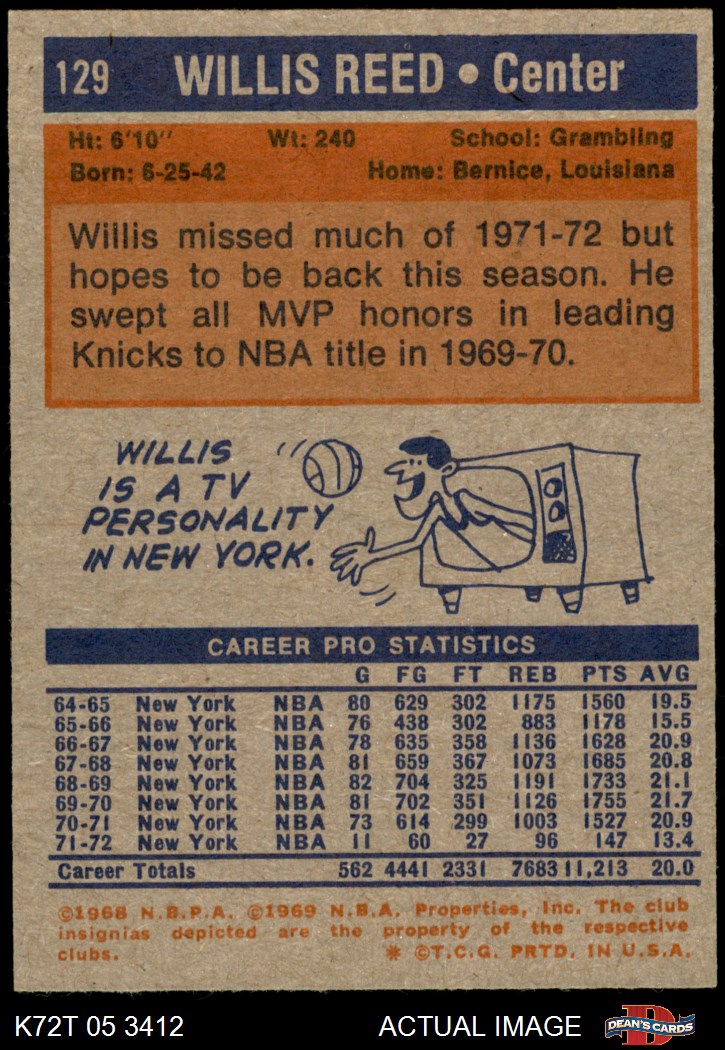 129 WILLIS REED • Center
Ht: 6'10" Wt: 240 School: Grambling
Born: 6-25-42 Home: Bernice, Louisiana
Willis missed much of 1971-72 but
hopes to be back this season. He
swept all MVP honors in leading
Knicks to NBA title in 1969-70.
WILLIS
IS A TV
PERSONALITY
IN NEW YORK.
CAREER PRO STATISTICS
G FG FT REB PTS AVG
64-65 New York NBA 80 629 302 1175 1560 19.5
65-66 New York NBA 76 438 302 883 1178 15.5
66-67 New York NBA 78 635 358 1136 1628 20.9
67-68 New York NBA 81 659 367 1073 1685 20.8
68-69 New York NBA 82 704 325 1191 1733 21.1
69-70 New York NBA 81 702 351 1126 1755 21.7
70-71 New York NBA 73 614 299 1003 1527 20.9
71-72 New York NBA 11 60 27 96 147 13.4
Career Totals 562 4441 2331 7683 11,213 20.0
©1968 N.B.P.A. ©1969 N.B.A. Properties, Inc. The club
insignias depicted are the property of the respective
clubs. * ©T.C.G. PRTD. IN U.S.A.
K72T 05 3412 ACTUAL IMAGE D DEAN'S CARDS